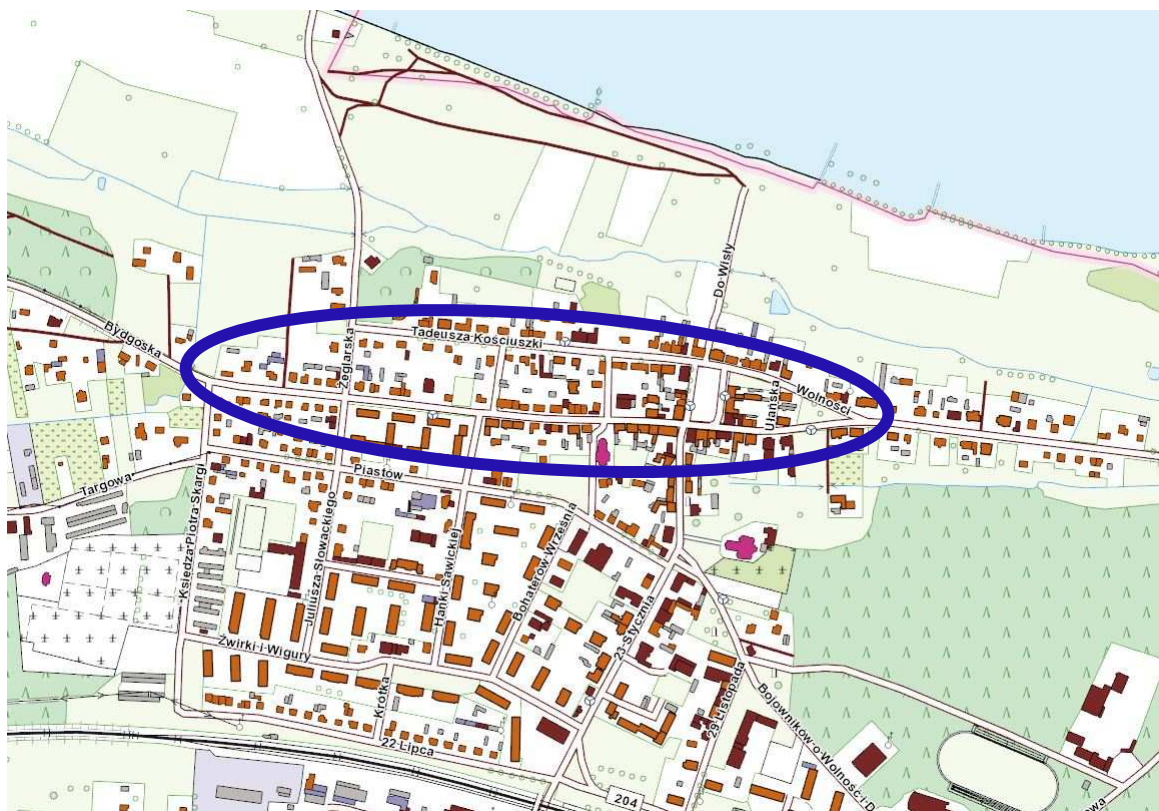 Do Wisły
Bydgoska
Żeglarska
Tadeusza Kościuszki
Wolności
Ułańska
Targowa
Piastów
Księdza Piotra Skargi
Juliusza Słowackiego
Hanki Sawickiej
Bohaterów Września
23 Stycznia
Żwirki i Wigury
Krótka
22 Lipca
29 Listopada
Bojowników o Wolność i D
204
owa